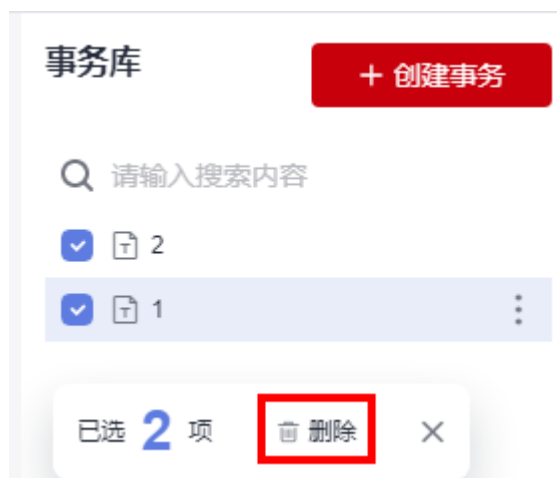 事务库
+ 创建事务
请输入搜索内容
2
1
已选 2 项 删除